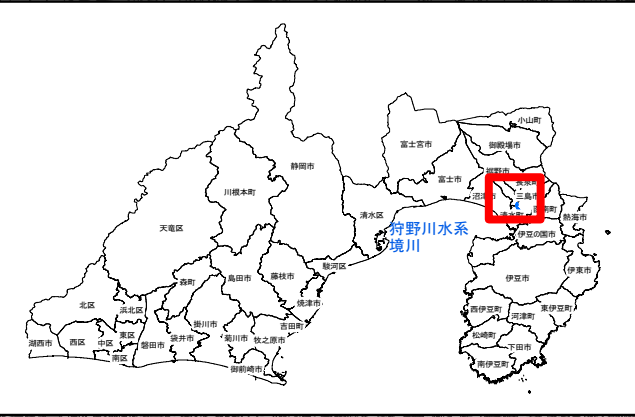 小山町
富士宮市
御殿場市
静岡市
裾野市
長泉町
富士市
川根本町
沼津市
三島市
清水区
函南町
熱海市
清水町
天竜区
狩野川水系
境川
伊豆の国市
駿河区
伊東市
島田市
藤枝市
伊豆市
森町
焼津市
北区
浜北区
西伊豆町
東伊豆町
河津町
掛川市
吉田町
東区
袋井市
菊川市
牧之原市
松崎町
湖西市
西区
中区
磐田市
下田市
南区
御前崎市
南伊豆町